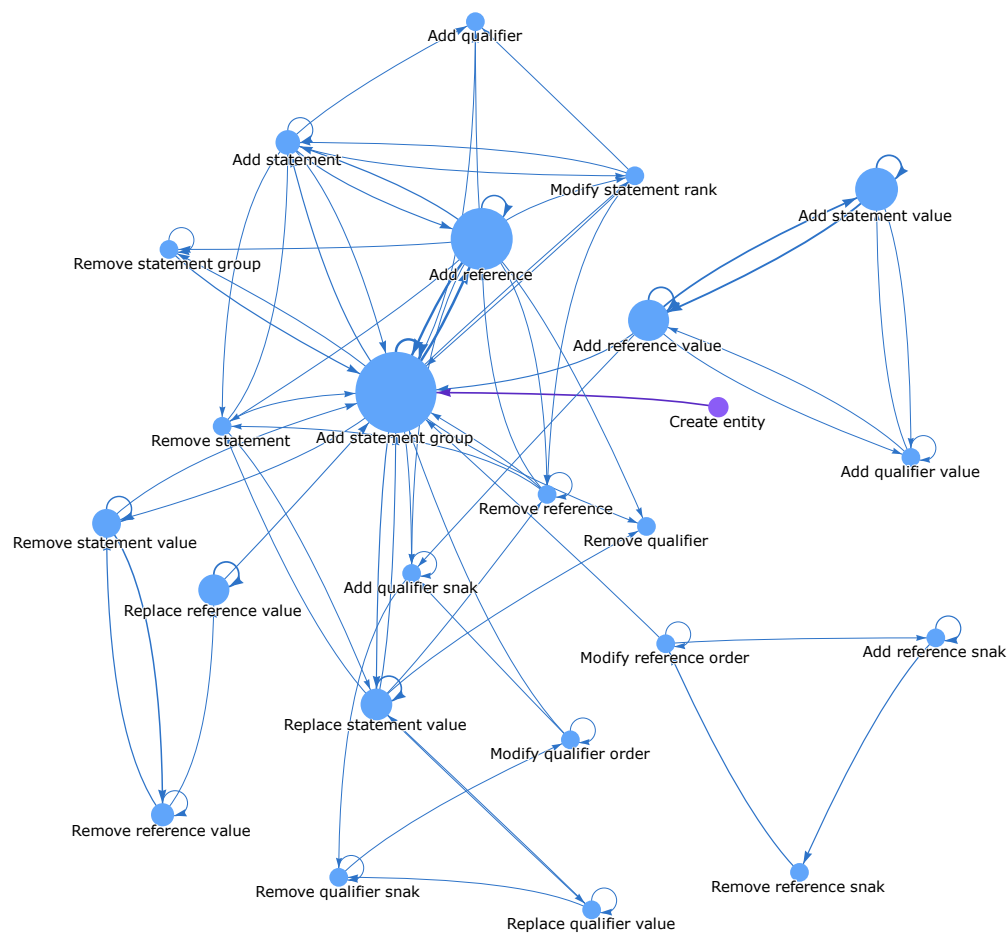 Add qualifier
Add statement
Modify statement rank
Add statement value
Remove statement group
Add reference
Add reference value
Create entity
Add statement group
Remove statement
Add qualifier value
Remove reference
Remove qualifier
Remove statement value
Add qualifier snak
Replace reference value
Add reference snak
Modify reference order
Replace statement value
Modify qualifier order
Remove reference value
Remove reference snak
Remove qualifier snak
Replace qualifier value